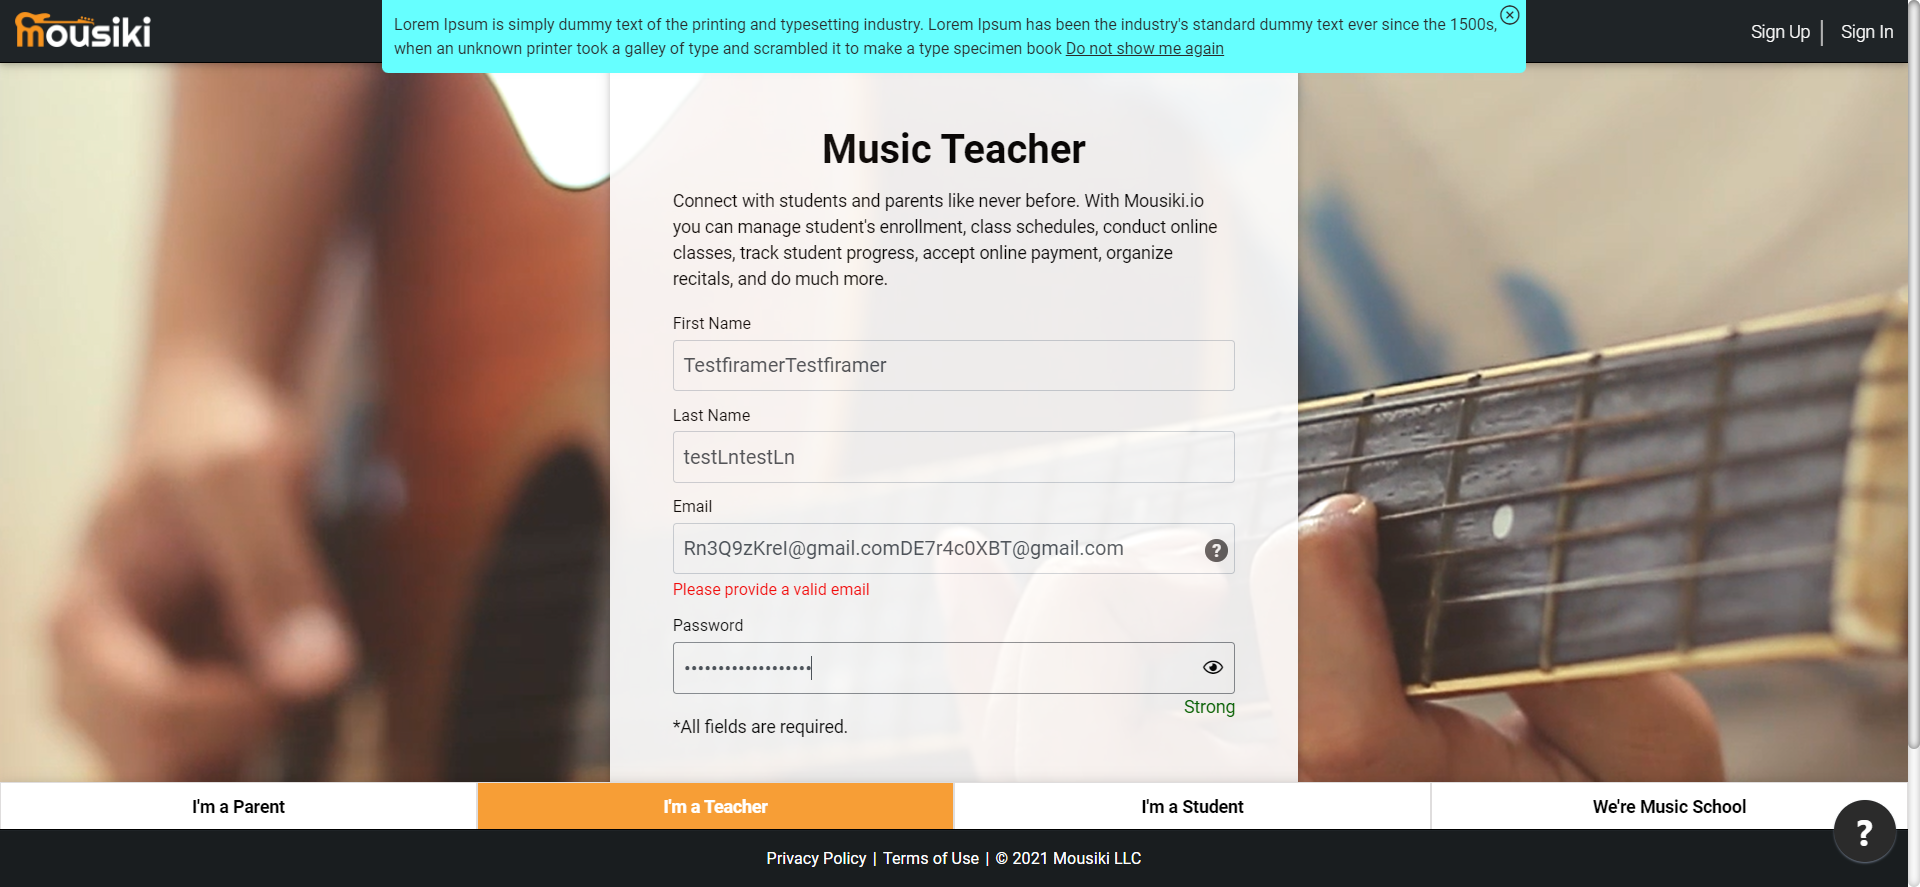 mousiki
Lorem Ipsum is simply dummy text of the printing and typesetting industry. Lorem Ipsum has been the industry's standard dummy text ever since the 1500s,
when an unknown printer took a galley of type and scrambled it to make a type specimen book Do not show me again
Sign Up | Sign In
Music Teacher
Connect with students and parents like never before. With Mousiki.io
you can manage student's enrollment, class schedules, conduct online
classes, track student progress, accept online payment, organize
recitals, and do much more.
First Name
TestfiramerTestfiramer
Last Name
testLntestLn
Email
Rn3Q9zKreI@gmail.comDE7r4c0XBT@gmail.com
?
Please provide a valid email
Password
•••••••••••••••••••
Strong
*All fields are required.
I'm a Parent
I'm a Teacher
I'm a Student
We're Music School
?
Privacy Policy | Terms of Use | © 2021 Mousiki LLC